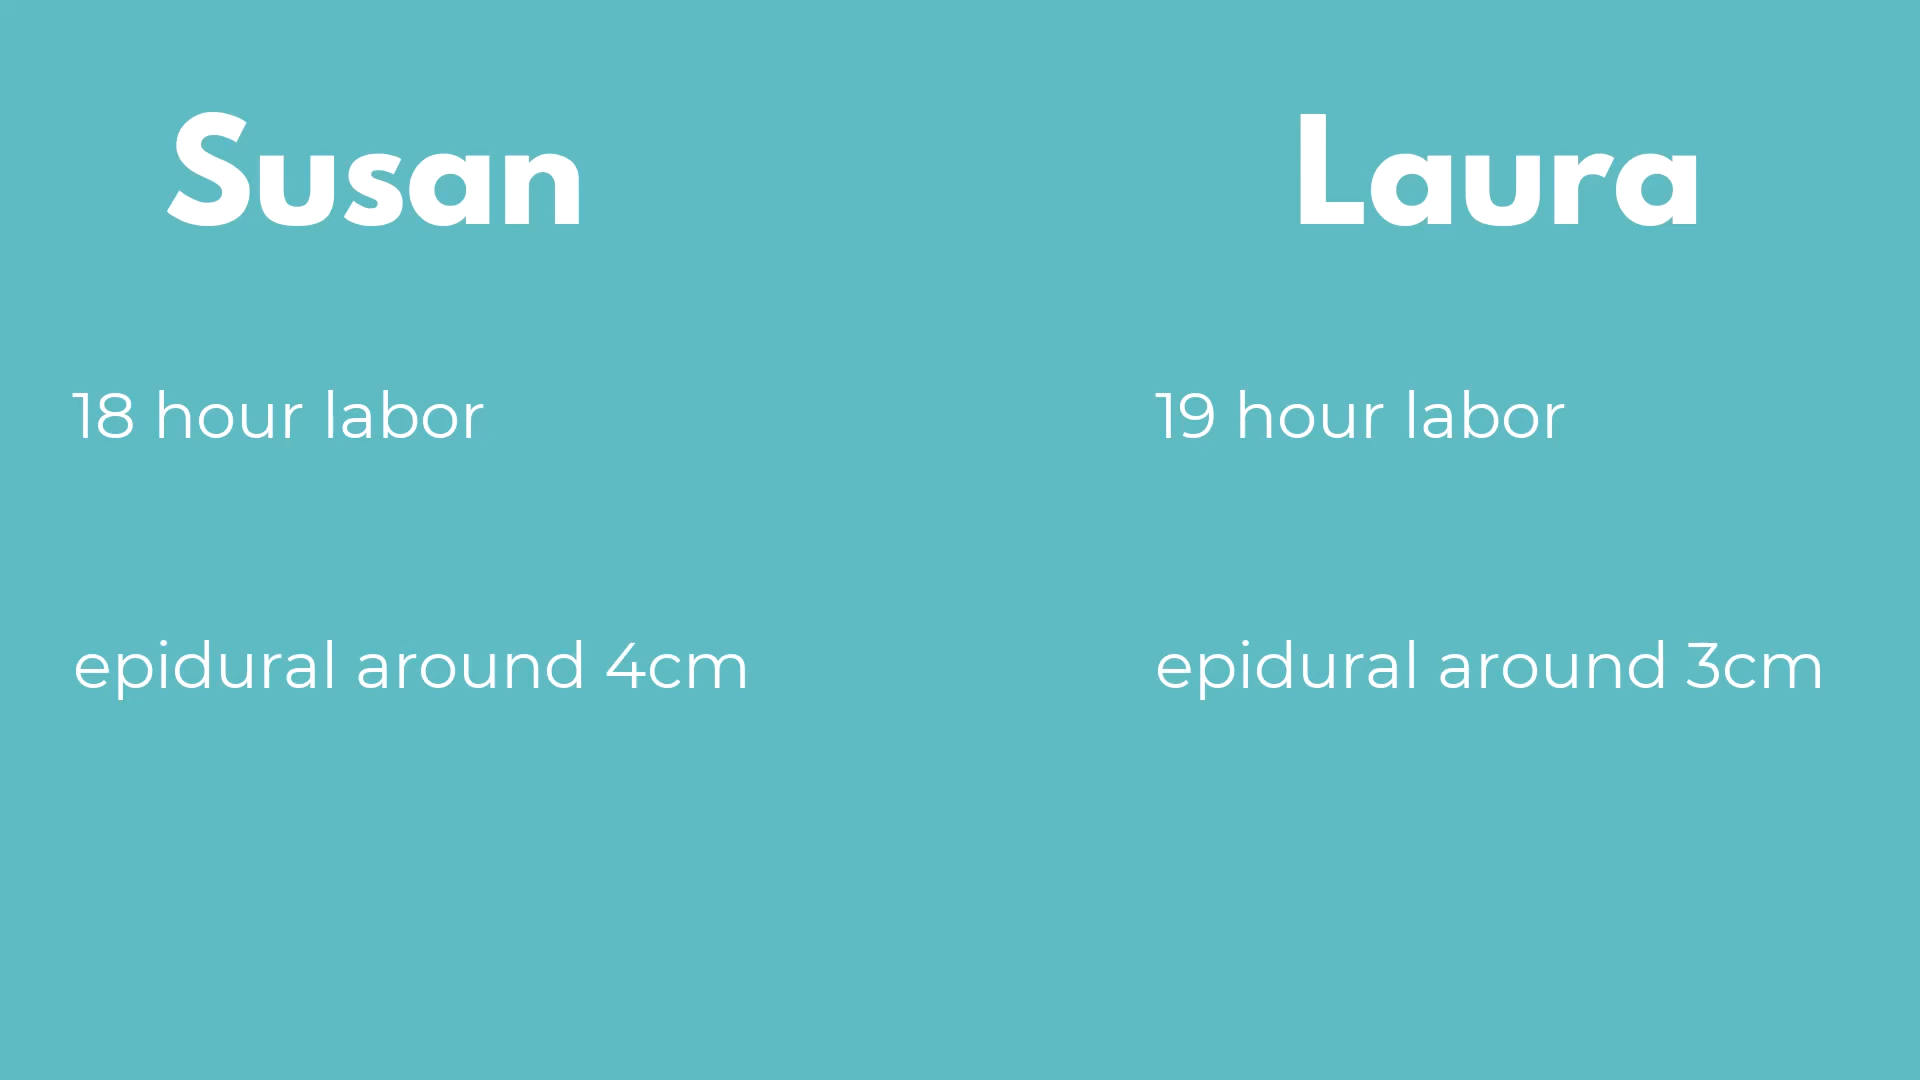 Susan
18 hour labor
epidural around 4cm
Laura
19 hour labor
epidural around 3cm